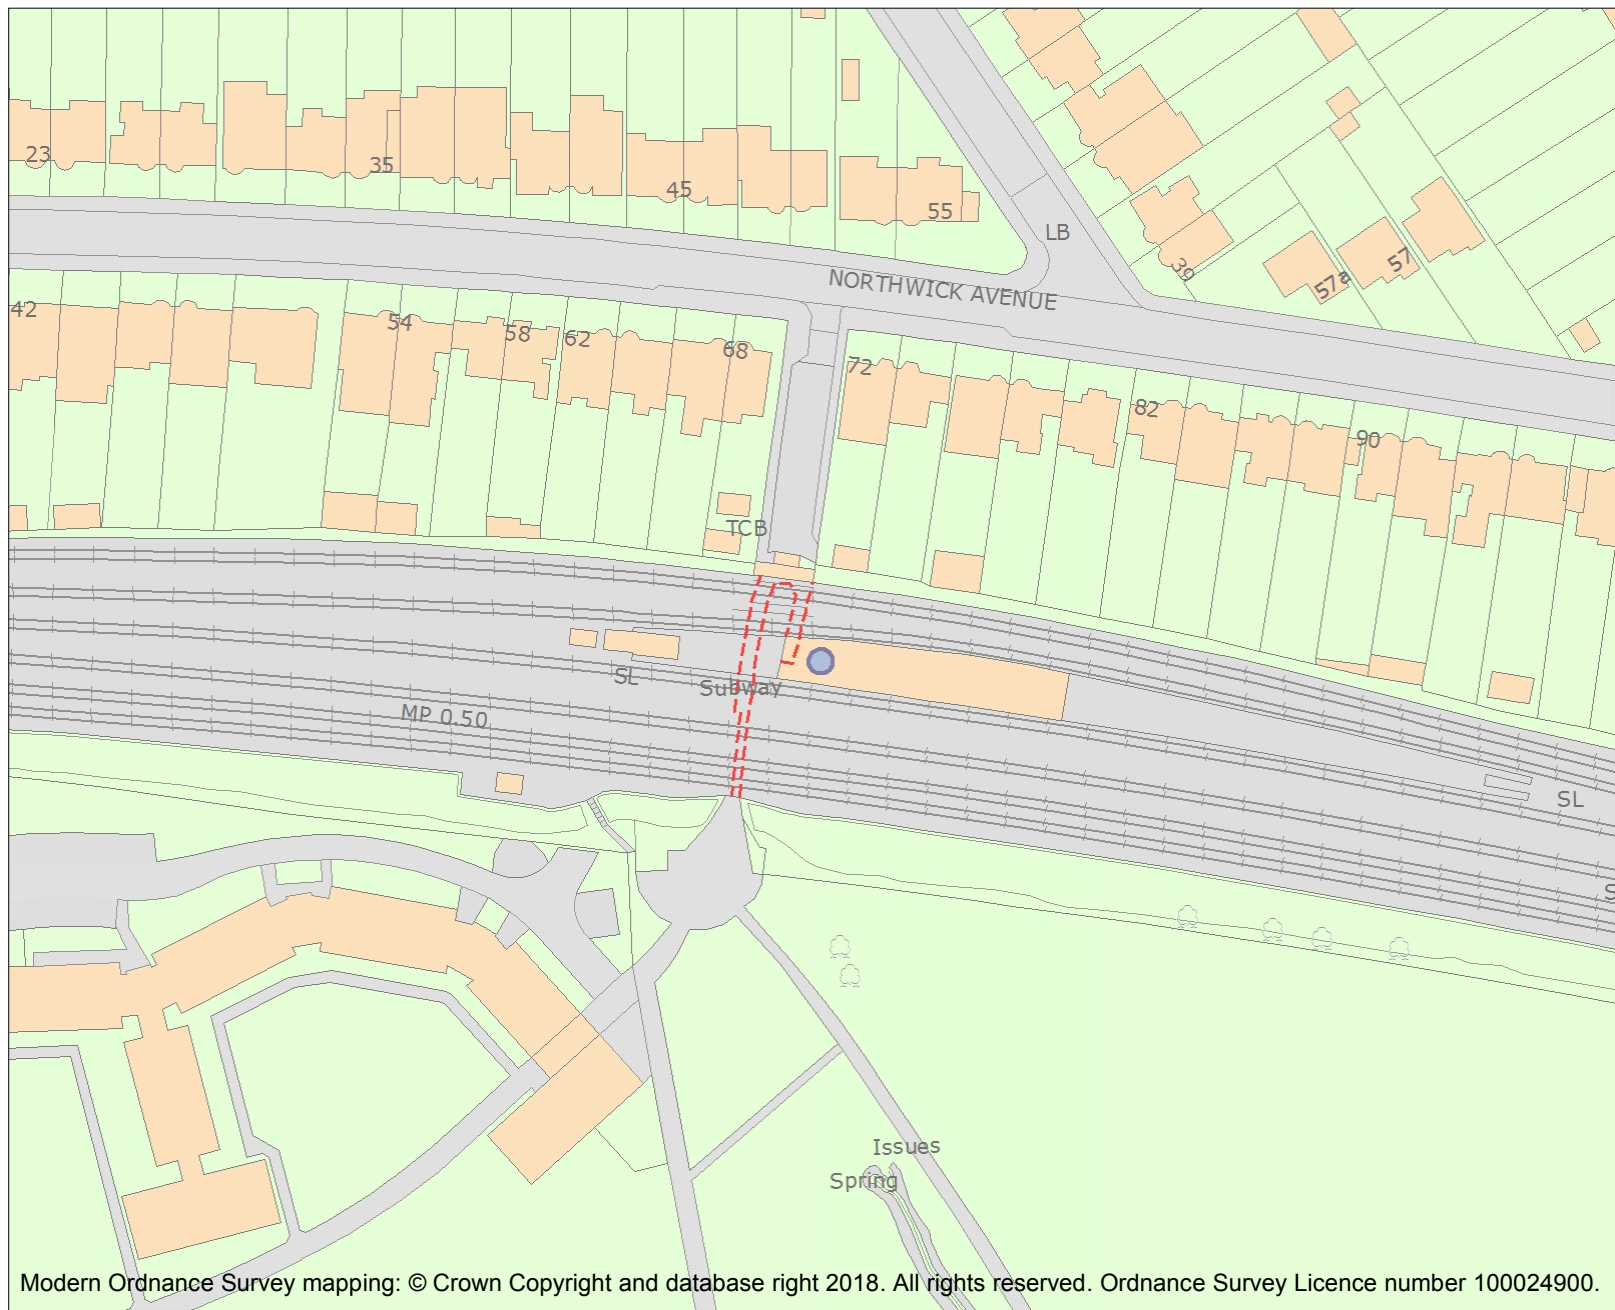 23
35
45
55
LB
39
57a
57
NORTHWICK AVENUE
42
54
58
62
68
72
82
90
TCB
SL
Subway
MP 0.50
SL
S
Issues
Spring
Modern Ordnance Survey mapping: © Crown Copyright and database right 2018. All rights reserved. Ordnance Survey Licence number 100024900.